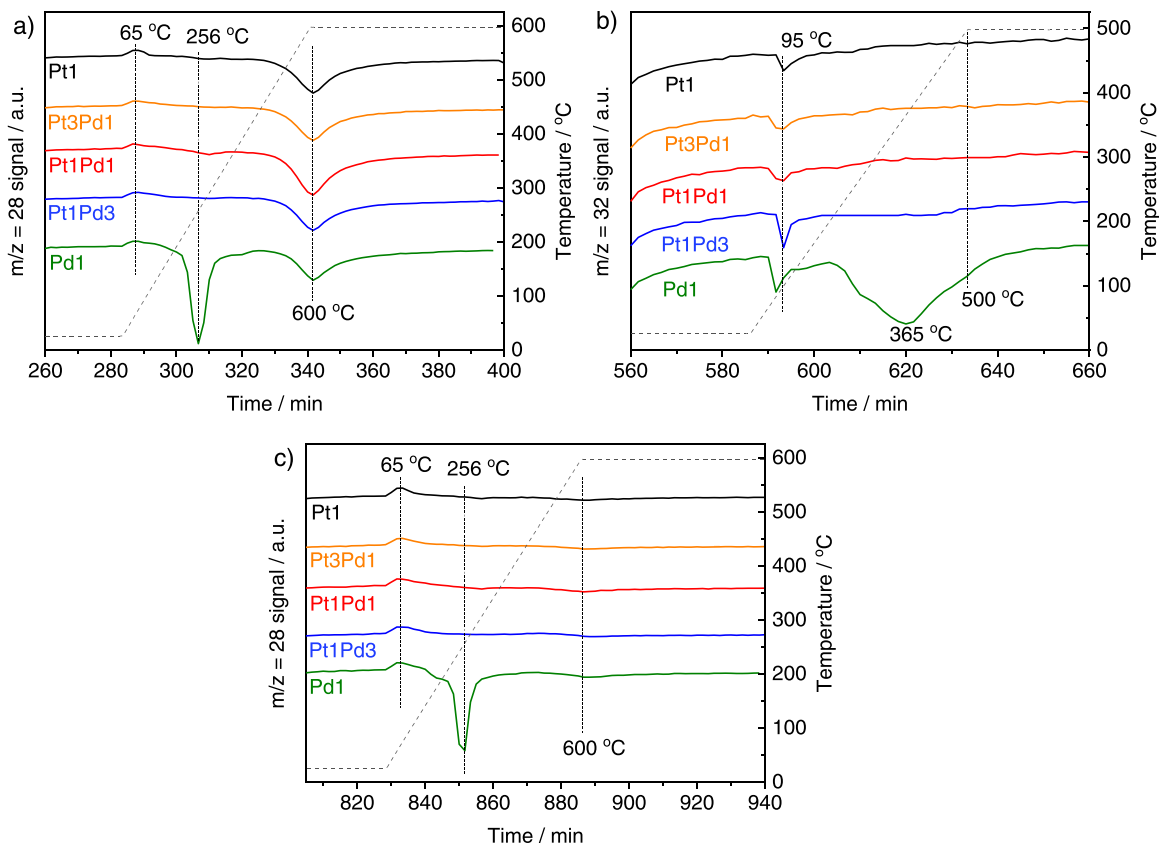 a)
65 °C
256 °C
Pt1
Pt3Pd1
Pt1Pd1
Pt1Pd3
Pd1
600 °C
m/z = 28 signal / a.u.
600
500
400
300
200
100
0
Temperature / °C
260 280 300 320 340 360 380 400
Time / min
b)
95 °C
Pt1
Pt3Pd1
Pt1Pd1
Pt1Pd3
Pd1
500 °C
365 °C
m/z = 32 signal / a.u.
500
400
300
200
100
0
Temperature / °C
560 580 600 620 640 660
Time / min
c)
65 °C
256 °C
Pt1
Pt3Pd1
Pt1Pd1
Pt1Pd3
Pd1
600 °C
m/z = 28 signal / a.u.
600
500
400
300
200
100
0
Temperature / °C
820 840 860 880 900 920 940
Time / min